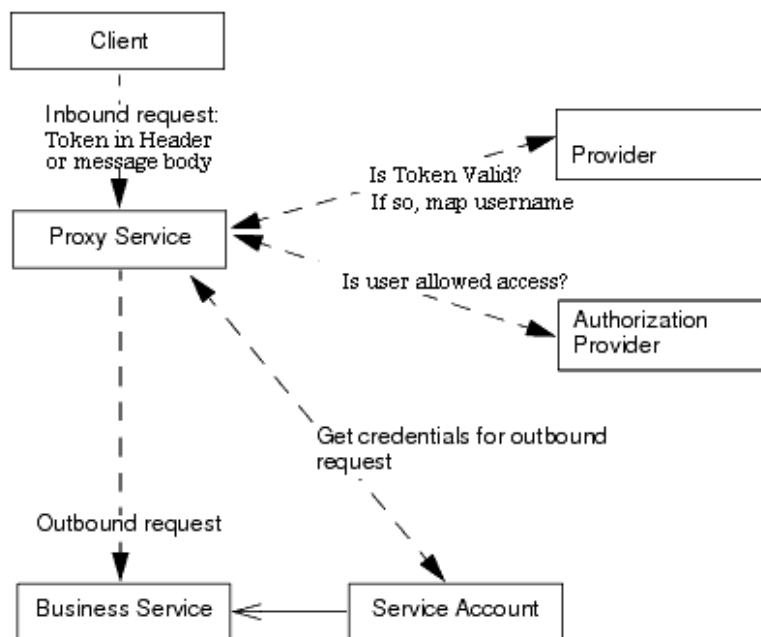 Client
Inbound request:
Token in Header
or message body
Provider
Is Token Valid?
If so, map username
Proxy Service
Is user allowed access?
Authorization
Provider
Get credentials for outbound
request
Outbound request
Business Service
Service Account